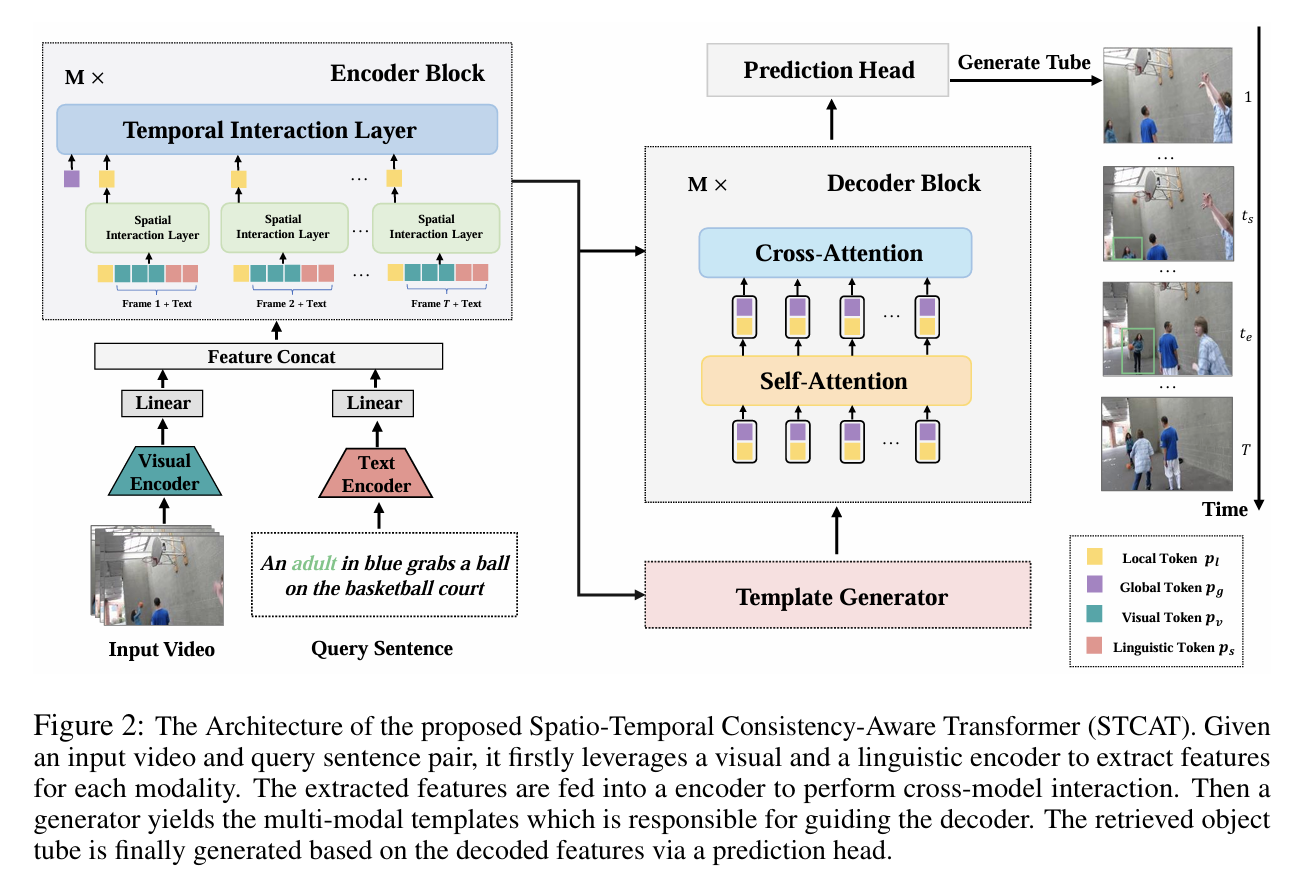 M ×
Encoder Block
Temporal Interaction Layer
...
Spatial
Interaction Layer
Spatial
Interaction Layer
...
Spatial
Interaction Layer
...
Frame 1 + Text
Frame 2 + Text
Frame T + Text
Feature Concat
Linear
Linear
Visual
Encoder
Text
Encoder
An adult in blue grabs a ball
on the basketball court
Input Video
Query Sentence
Prediction Head
Generate Tube
M ×
Decoder Block
Cross-Attention
...
Self-Attention
...
Template Generator
1
...
t_s
...
t_e
...
T
Time
Local Token p_l
Global Token p_g
Visual Token p_v
Linguistic Token p_s
Figure 2: The Architecture of the proposed Spatio-Temporal Consistency-Aware Transformer (STCAT). Given
an input video and query sentence pair, it firstly leverages a visual and a linguistic encoder to extract features
for each modality. The extracted features are fed into a encoder to perform cross-model interaction. Then a
generator yields the multi-modal templates which is responsible for guiding the decoder. The retrieved object
tube is finally generated based on the decoded features via a prediction head.